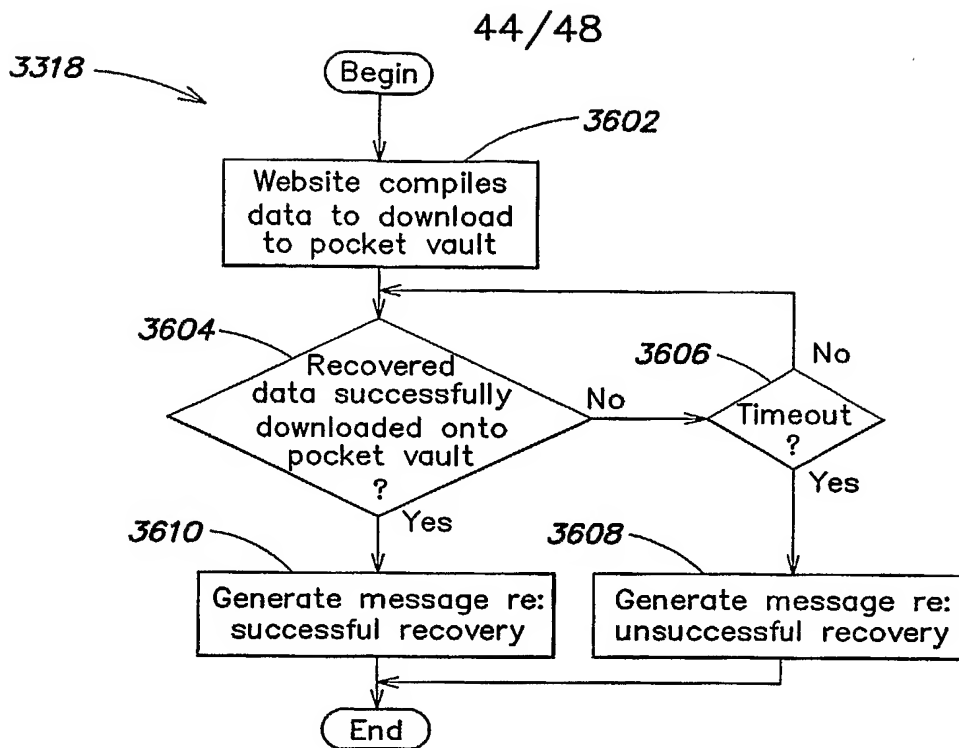 44/48
3318
Begin
3602
Website compiles
data to download
to pocket vault
3604
Recovered
data successfully
downloaded onto
pocket vault
?
No
3606
No
Timeout
?
Yes
Yes
3610
Generate message re:
successful recovery
3608
Generate message re:
unsuccessful recovery
End